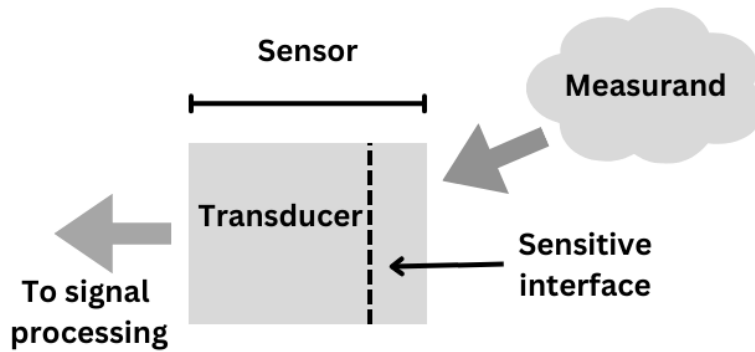 Sensor
Measurand
Transducer
Sensitive
interface
To signal
processing